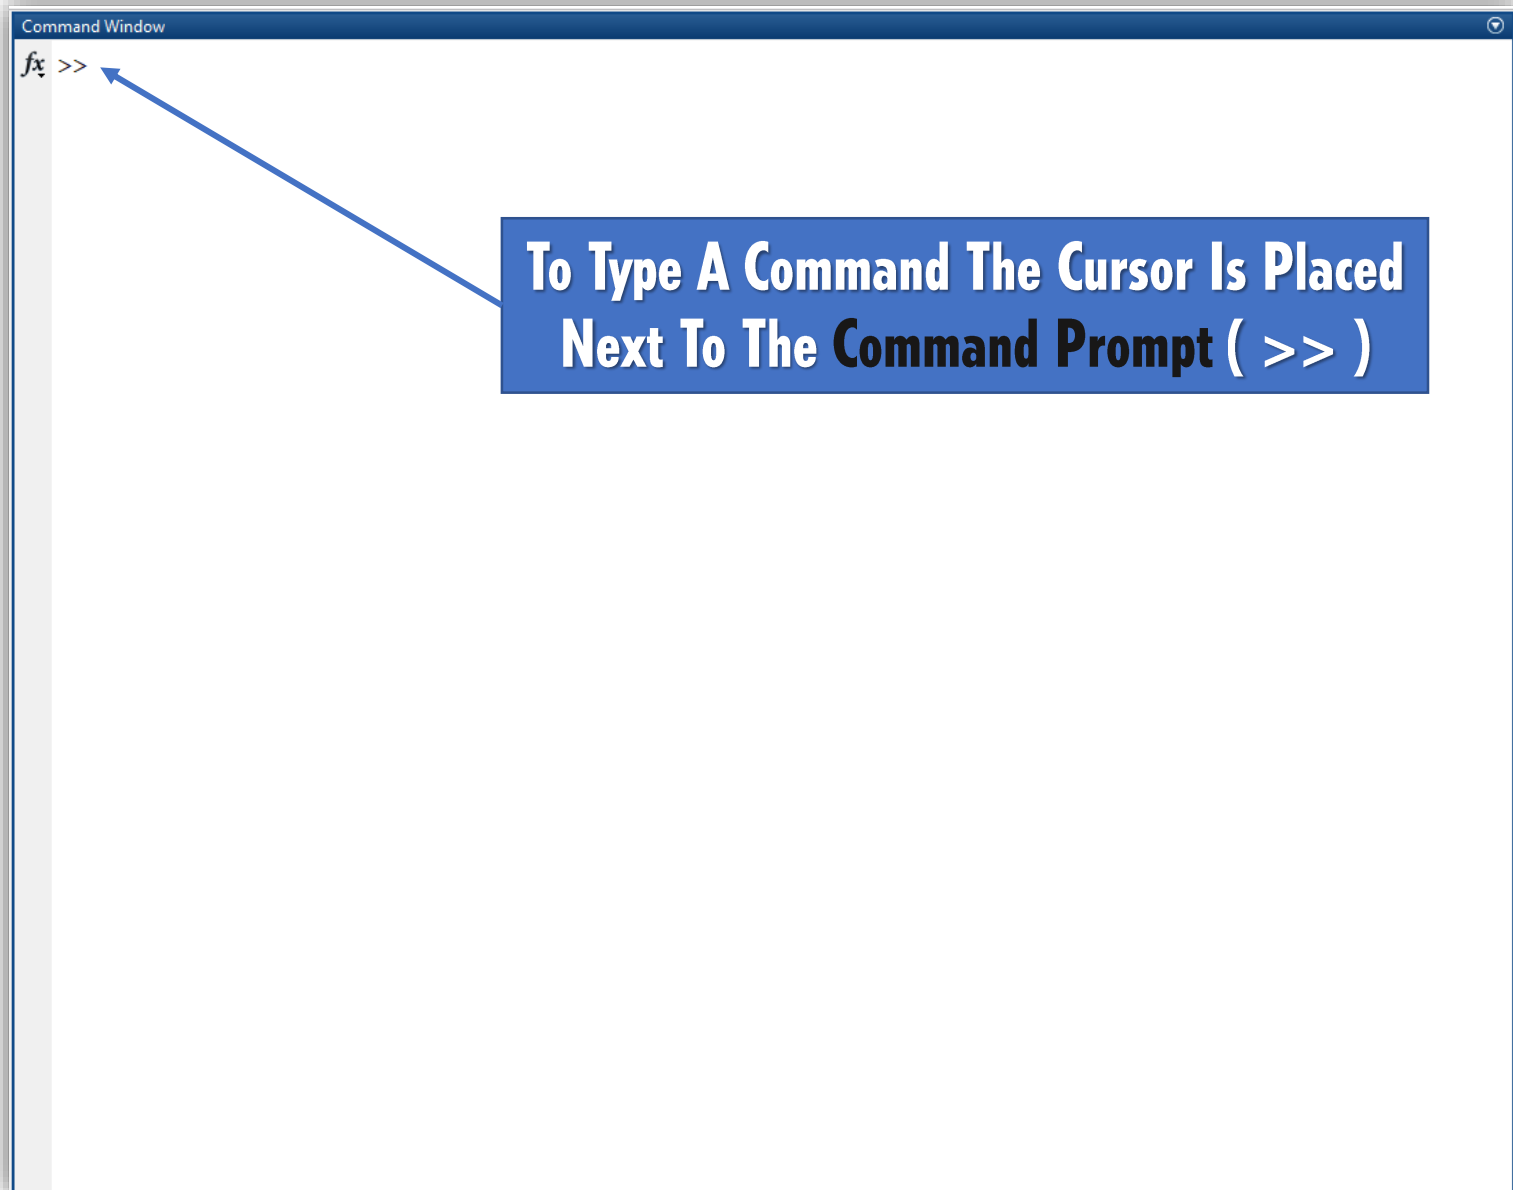 Command Window
fx >>
To Type A Command The Cursor Is Placed
Next To The Command Prompt ( >> )